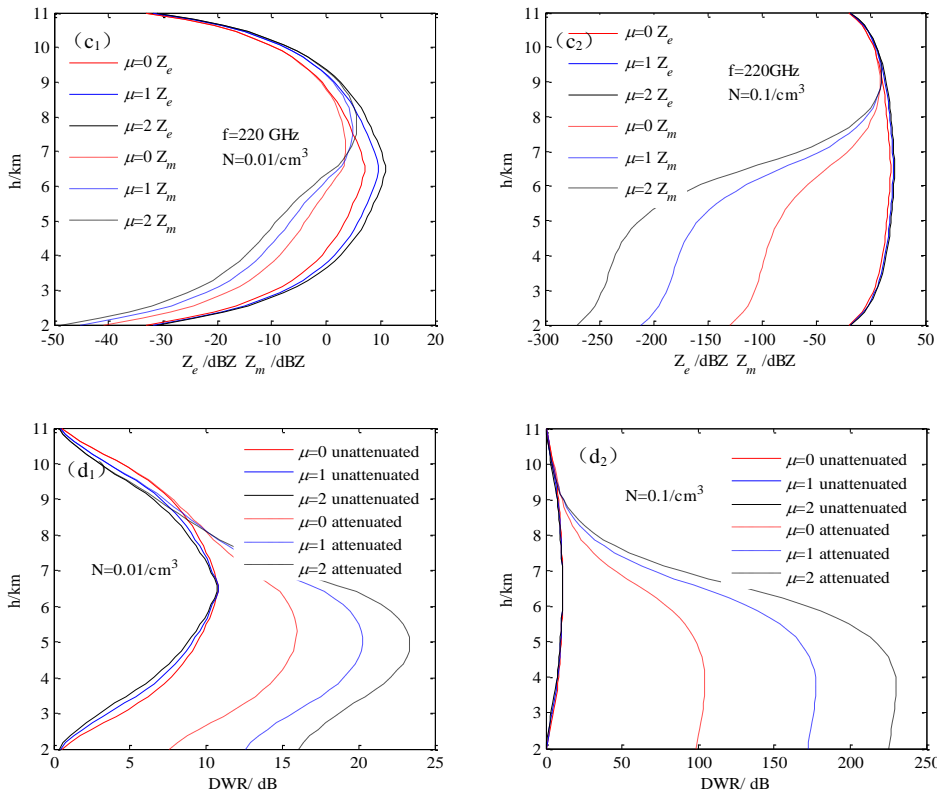 (c₁)
μ=0 Zₑ
μ=1 Zₑ
μ=2 Zₑ
μ=0 Zₘ
μ=1 Zₘ
μ=2 Zₘ
f=220 GHz
N=0.01/cm³
11
10
9
8
7
6
5
4
3
2
h/km
-50 -40 -30 -20 -10 0 10 20
Zₑ /dBZ Zₘ /dBZ
(c₂)
μ=0 Zₑ
μ=1 Zₑ
μ=2 Zₑ
μ=0 Zₘ
μ=1 Zₘ
μ=2 Zₘ
f=220GHz
N=0.1/cm³
11
10
9
8
7
6
5
4
3
2
h/km
-300 -250 -200 -150 -100 -50 0 50
Zₑ /dBZ Zₘ /dBZ
(d₁)
μ=0 unattenuated
μ=1 unattenuated
μ=2 unattenuated
μ=0 attenuated
μ=1 attenuated
μ=2 attenuated
N=0.01/cm³
11
10
9
8
7
6
5
4
3
2
h/km
0 5 10 15 20 25
DWR/ dB
(d₂)
μ=0 unattenuated
μ=1 unattenuated
μ=2 unattenuated
μ=0 attenuated
μ=1 attenuated
μ=2 attenuated
N=0.1/cm³
11
10
9
8
7
6
5
4
3
2
h/km
0 50 100 150 200 250
DWR/ dB